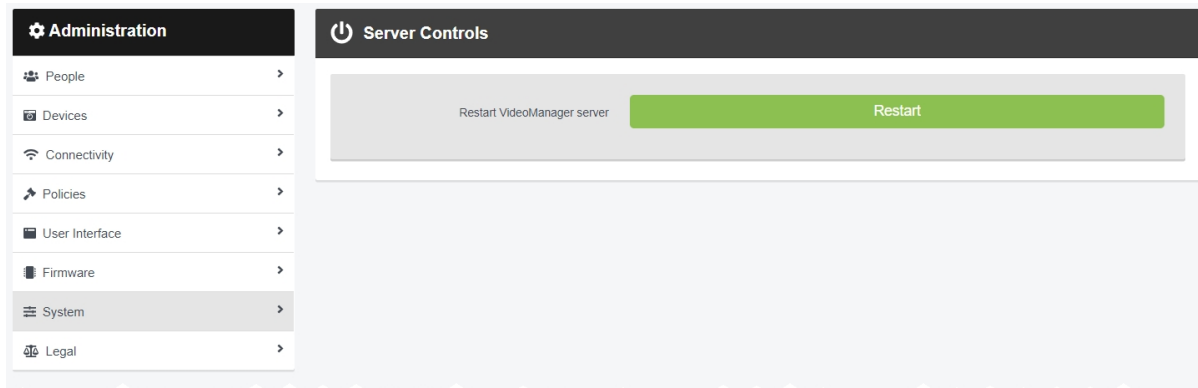 Administration
People
Devices
Connectivity
Policies
User Interface
Firmware
System
Legal
Server Controls
Restart VideoManager server
Restart